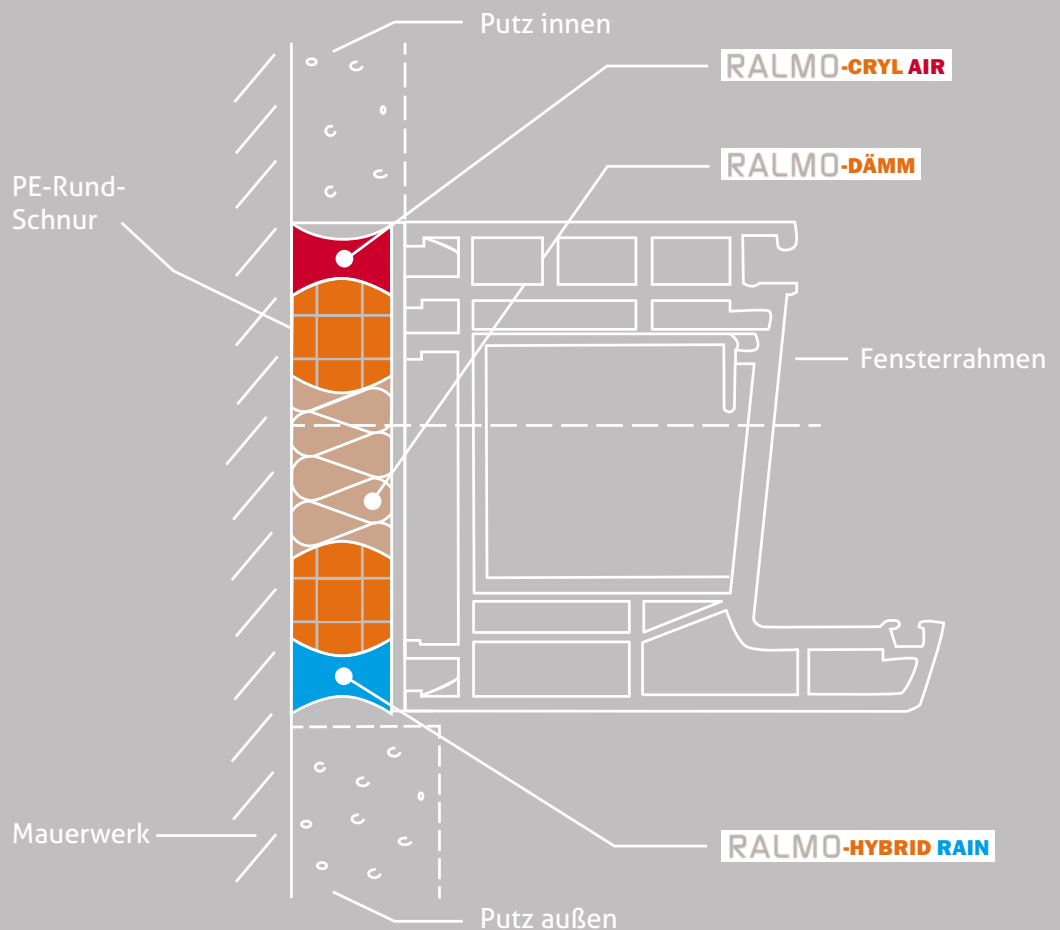 Putz innen
RALMO-CRYL AIR
RALMO-DÄMM
PE-Rund-
Schnur
Fensterrahmen
Mauerwerk
RALMO-HYBRID RAIN
Putz außen